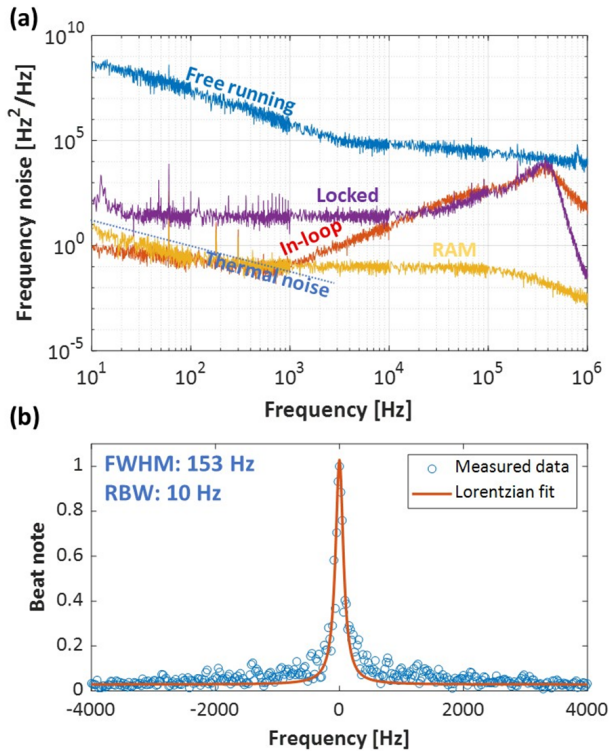 (a)
10^10
10^5
10^0
10^-5
Frequency noise [Hz^2/Hz]
Free running
Locked
In-loop
RAM
Thermal noise
10^1 10^2 10^3 10^4 10^5 10^6
Frequency [Hz]
(b)
FWHM: 153 Hz
RBW: 10 Hz
Measured data
Lorentzian fit
1
0.8
0.6
0.4
0.2
0
Beat note
-4000 -2000 0 2000 4000
Frequency [Hz]